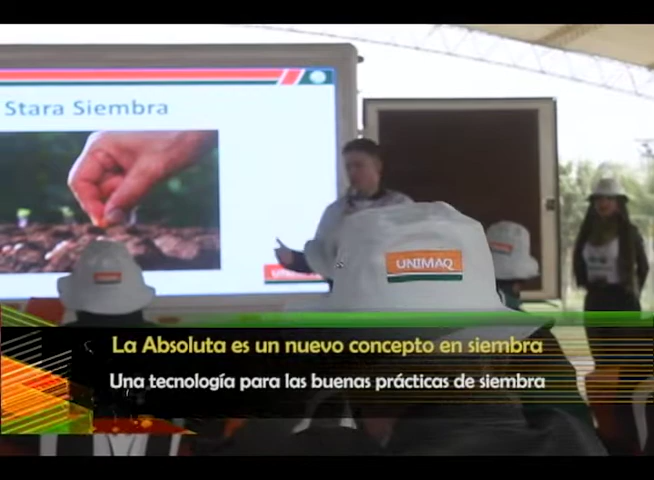 Stara Siembra
UNIMAQ
La Absoluta es un nuevo concepto en siembra
Una tecnología para las buenas prácticas de siembra